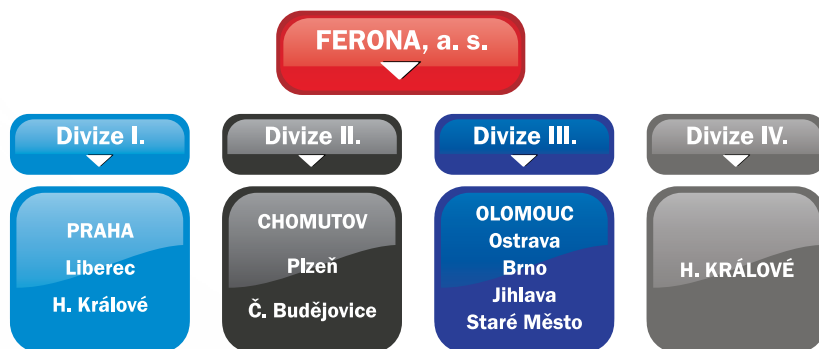 FERONA, a. s.
Divize I.
Divize II.
Divize III.
Divize IV.
PRAHA
Liberec
H. Králové
CHOMUTOV
Plzeň
Č. Budějovice
OLOMOUC
Ostrava
Brno
Jihlava
Staré Město
H. KRÁLOVÉ